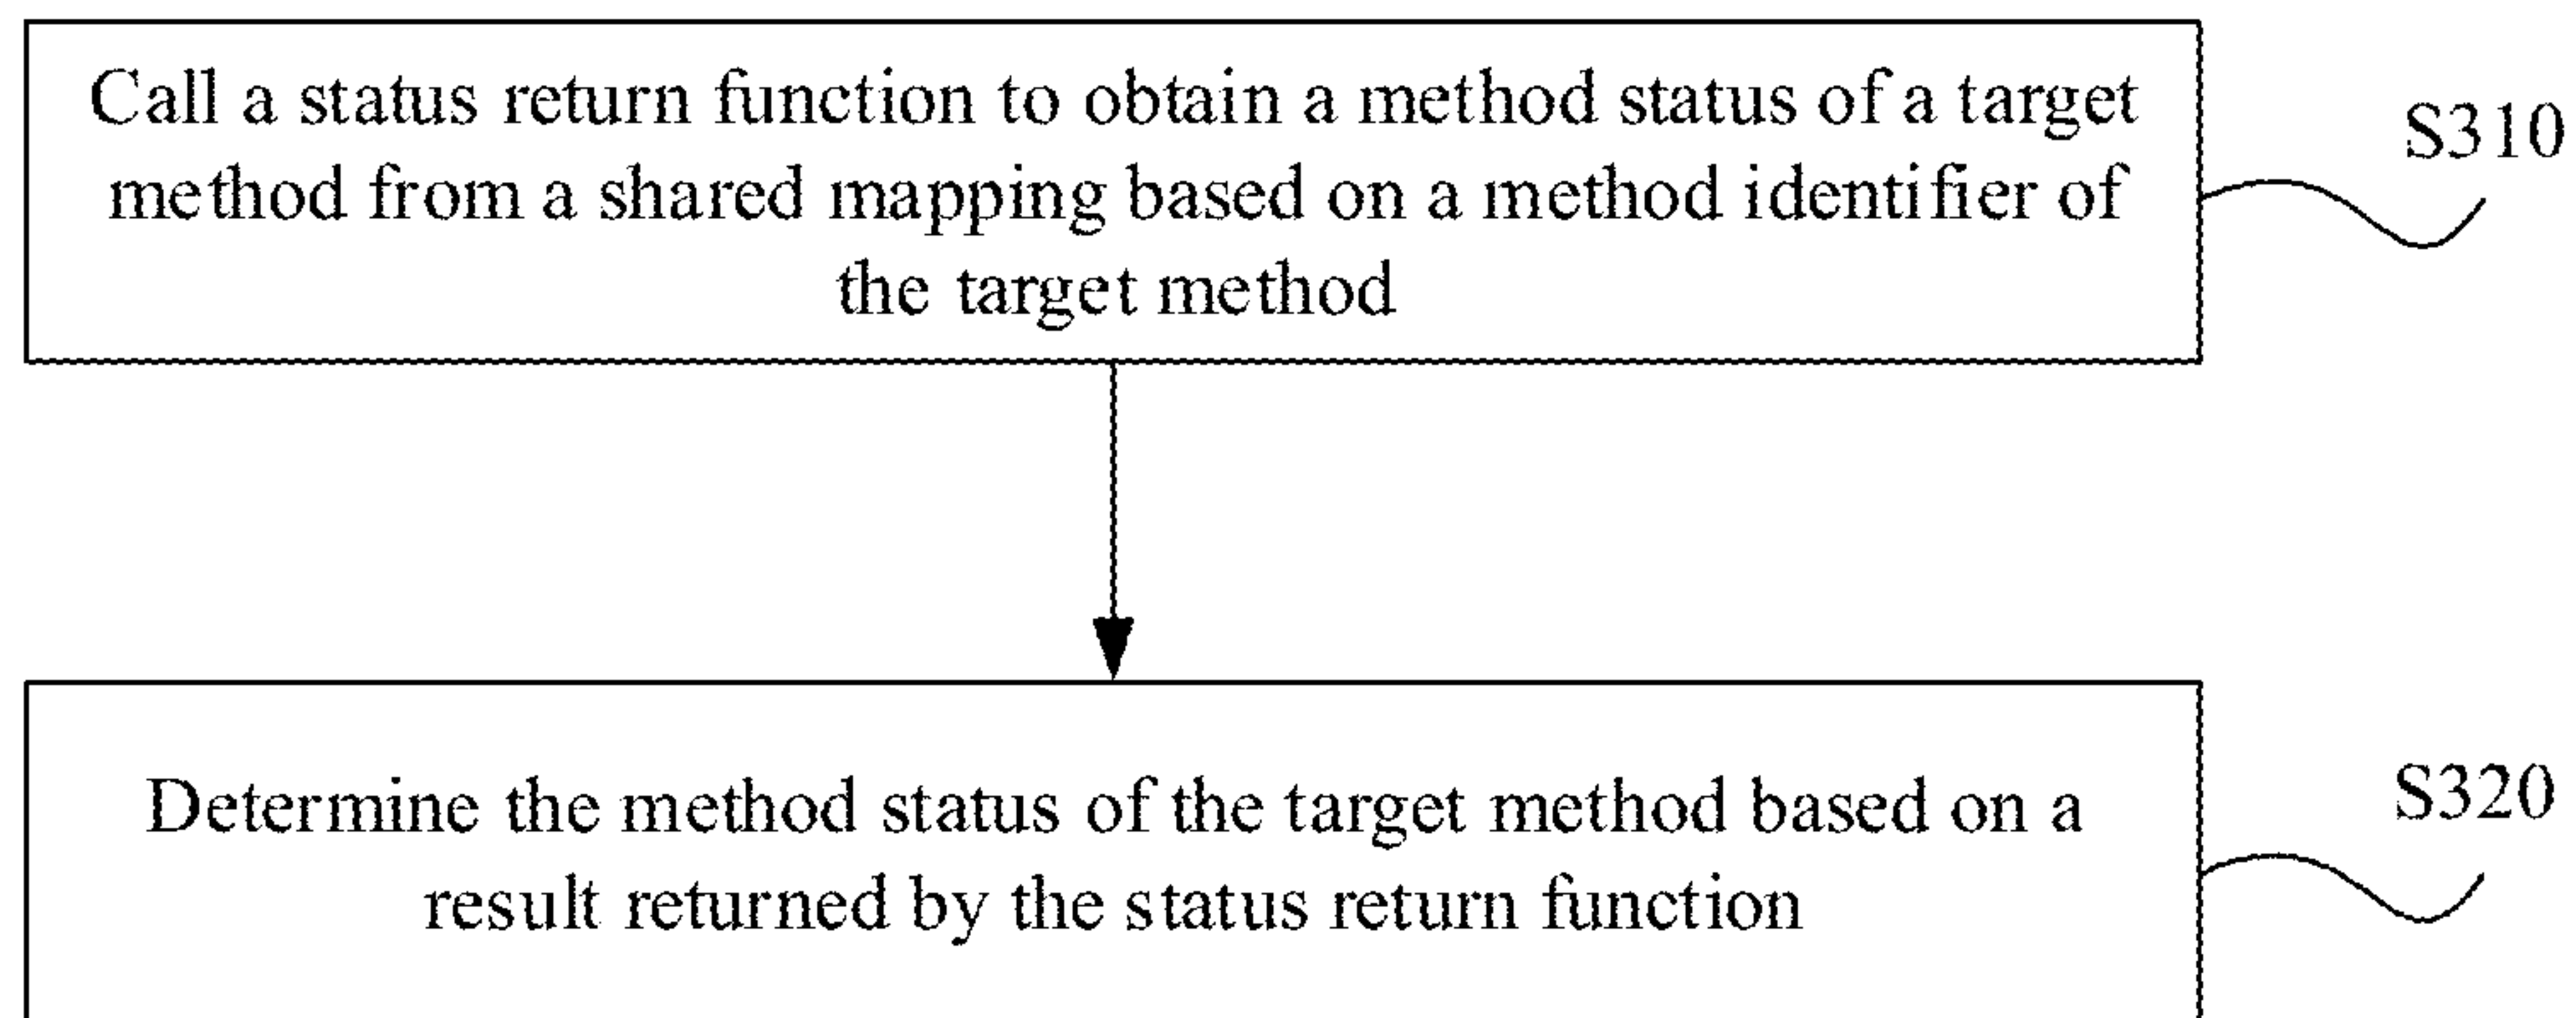 Call a status return function to obtain a method status of a target
method from a shared mapping based on a method identifier of
the target method
S310
Determine the method status of the target method based on a
result returned by the status return function
S320